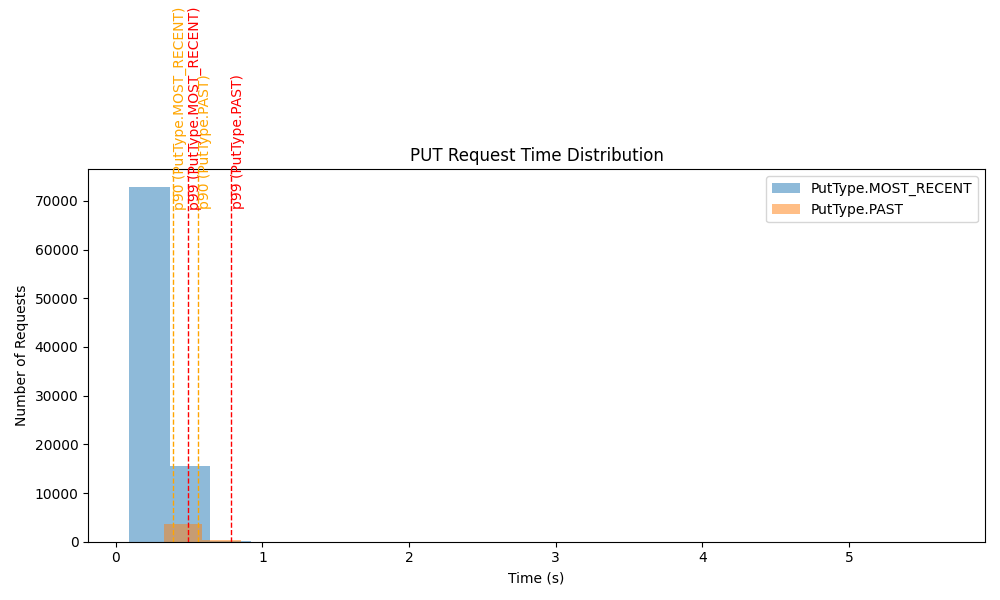 p90 (PutType.MOST_RECENT)
p99 (PutType.MOST_RECENT)
p90 (PutType.PAST)
p99 (PutType.PAST)
PUT Request Time Distribution
PutType.MOST_RECENT
PutType.PAST
Number of Requests
70000
60000
50000
40000
30000
20000
10000
0
0 1 2 3 4 5
Time (s)